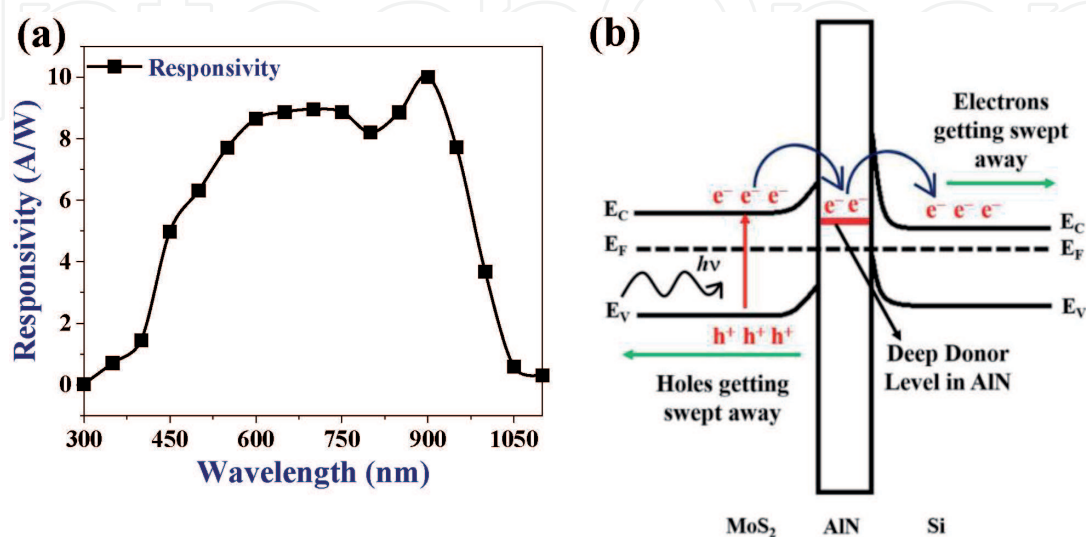 (a)
Responsivity
Responsivity (A/W)
10
8
6
4
2
0
300
450
600
750
900
1050
Wavelength (nm)
(b)
Electrons
getting swept
away
e⁻ e⁻ e⁻
e⁻ e⁻
e⁻ e⁻ e⁻
E_C
E_C
E_F
E_F
hν
E_V
E_V
h⁺ h⁺ h⁺
Deep Donor
Level in AlN
Holes getting
swept away
MoS₂
AlN
Si